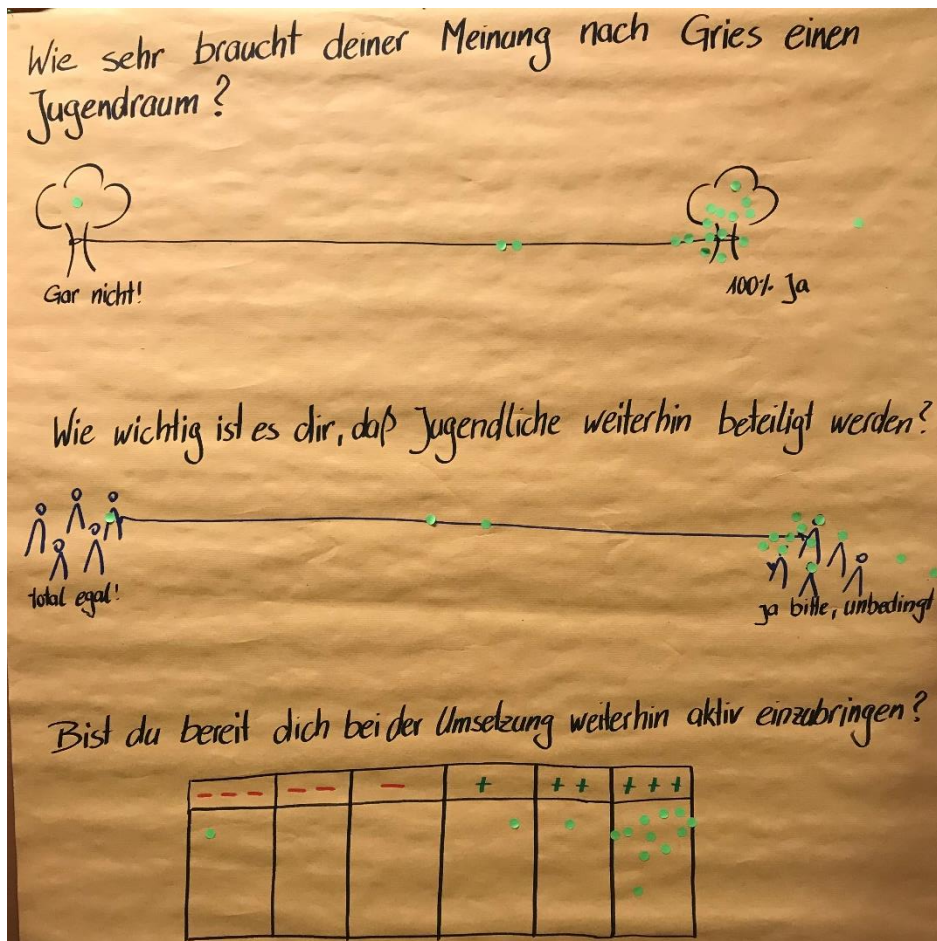 Wie sehr braucht deiner Meinung nach Gries einen
Jugendraum?
Gar nicht!
100% Ja
Wie wichtig ist es dir, daß Jugendliche weiterhin beteiligt werden?
total egal!
Ja bitte, unbedingt
Bist du bereit dich bei der Umsetzung weiterhin aktiv einzubringen?
--- -- - + ++ +++